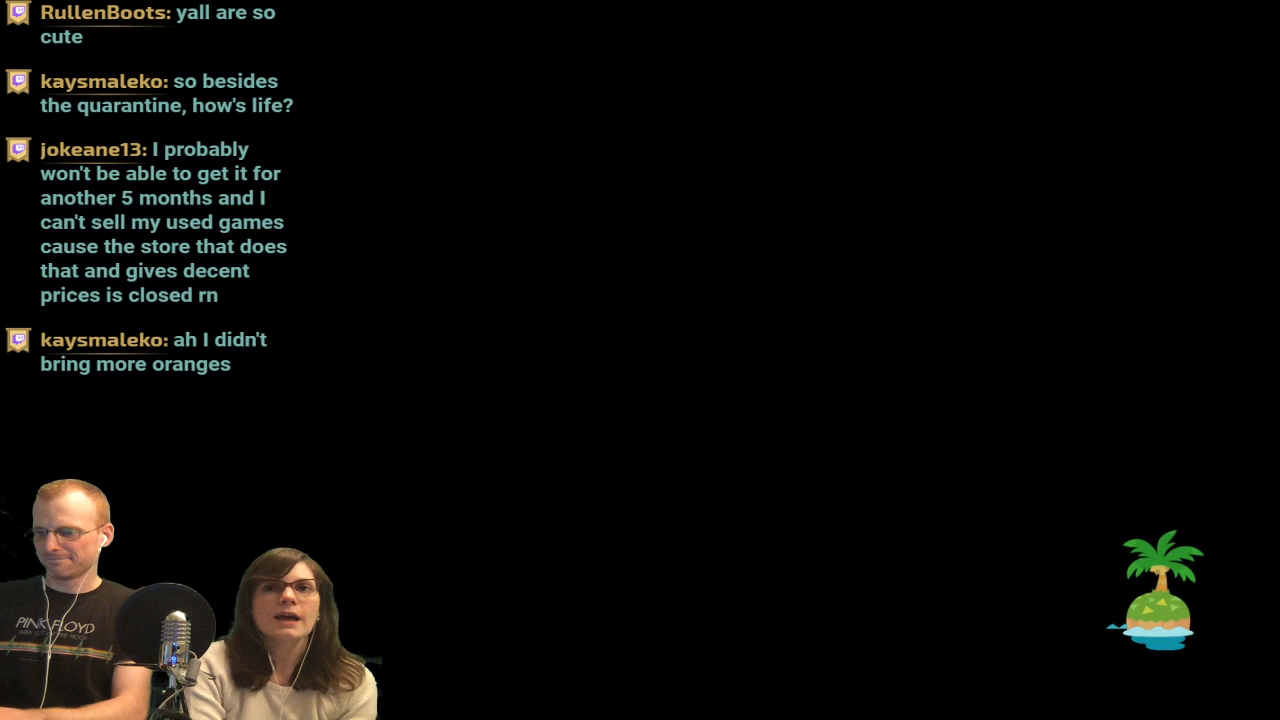 RullenBoots: yall are so
cute
kaysmaleko: so besides
the quarantine, how's life?
jokeane13: I probably
won't be able to get it for
another 5 months and I
can't sell my used games
cause the store that does
that and gives decent
prices is closed rn
kaysmaleko: ah I didn't
bring more oranges
PINK FLOYD